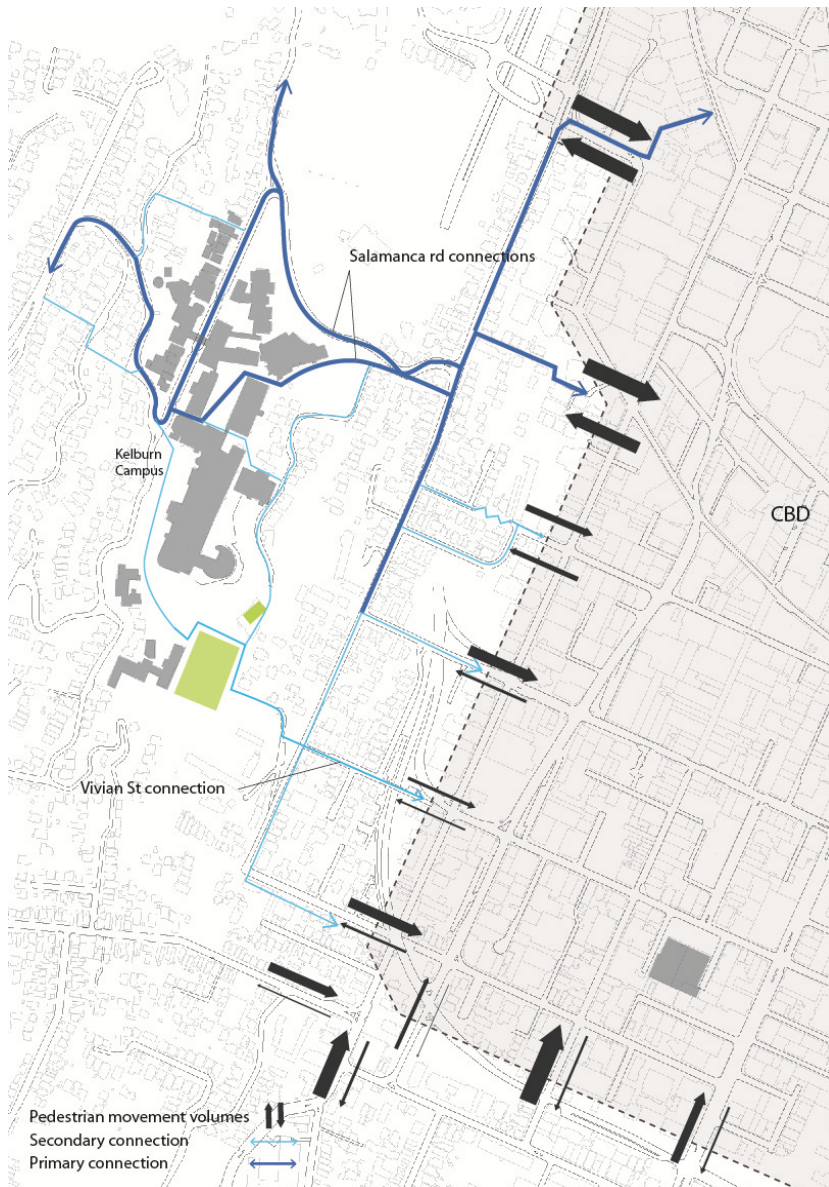 Salamanca rd connections
Kelburn
Campus
CBD
Vivian St connection
Pedestrian movement volumes
Secondary connection
Primary connection